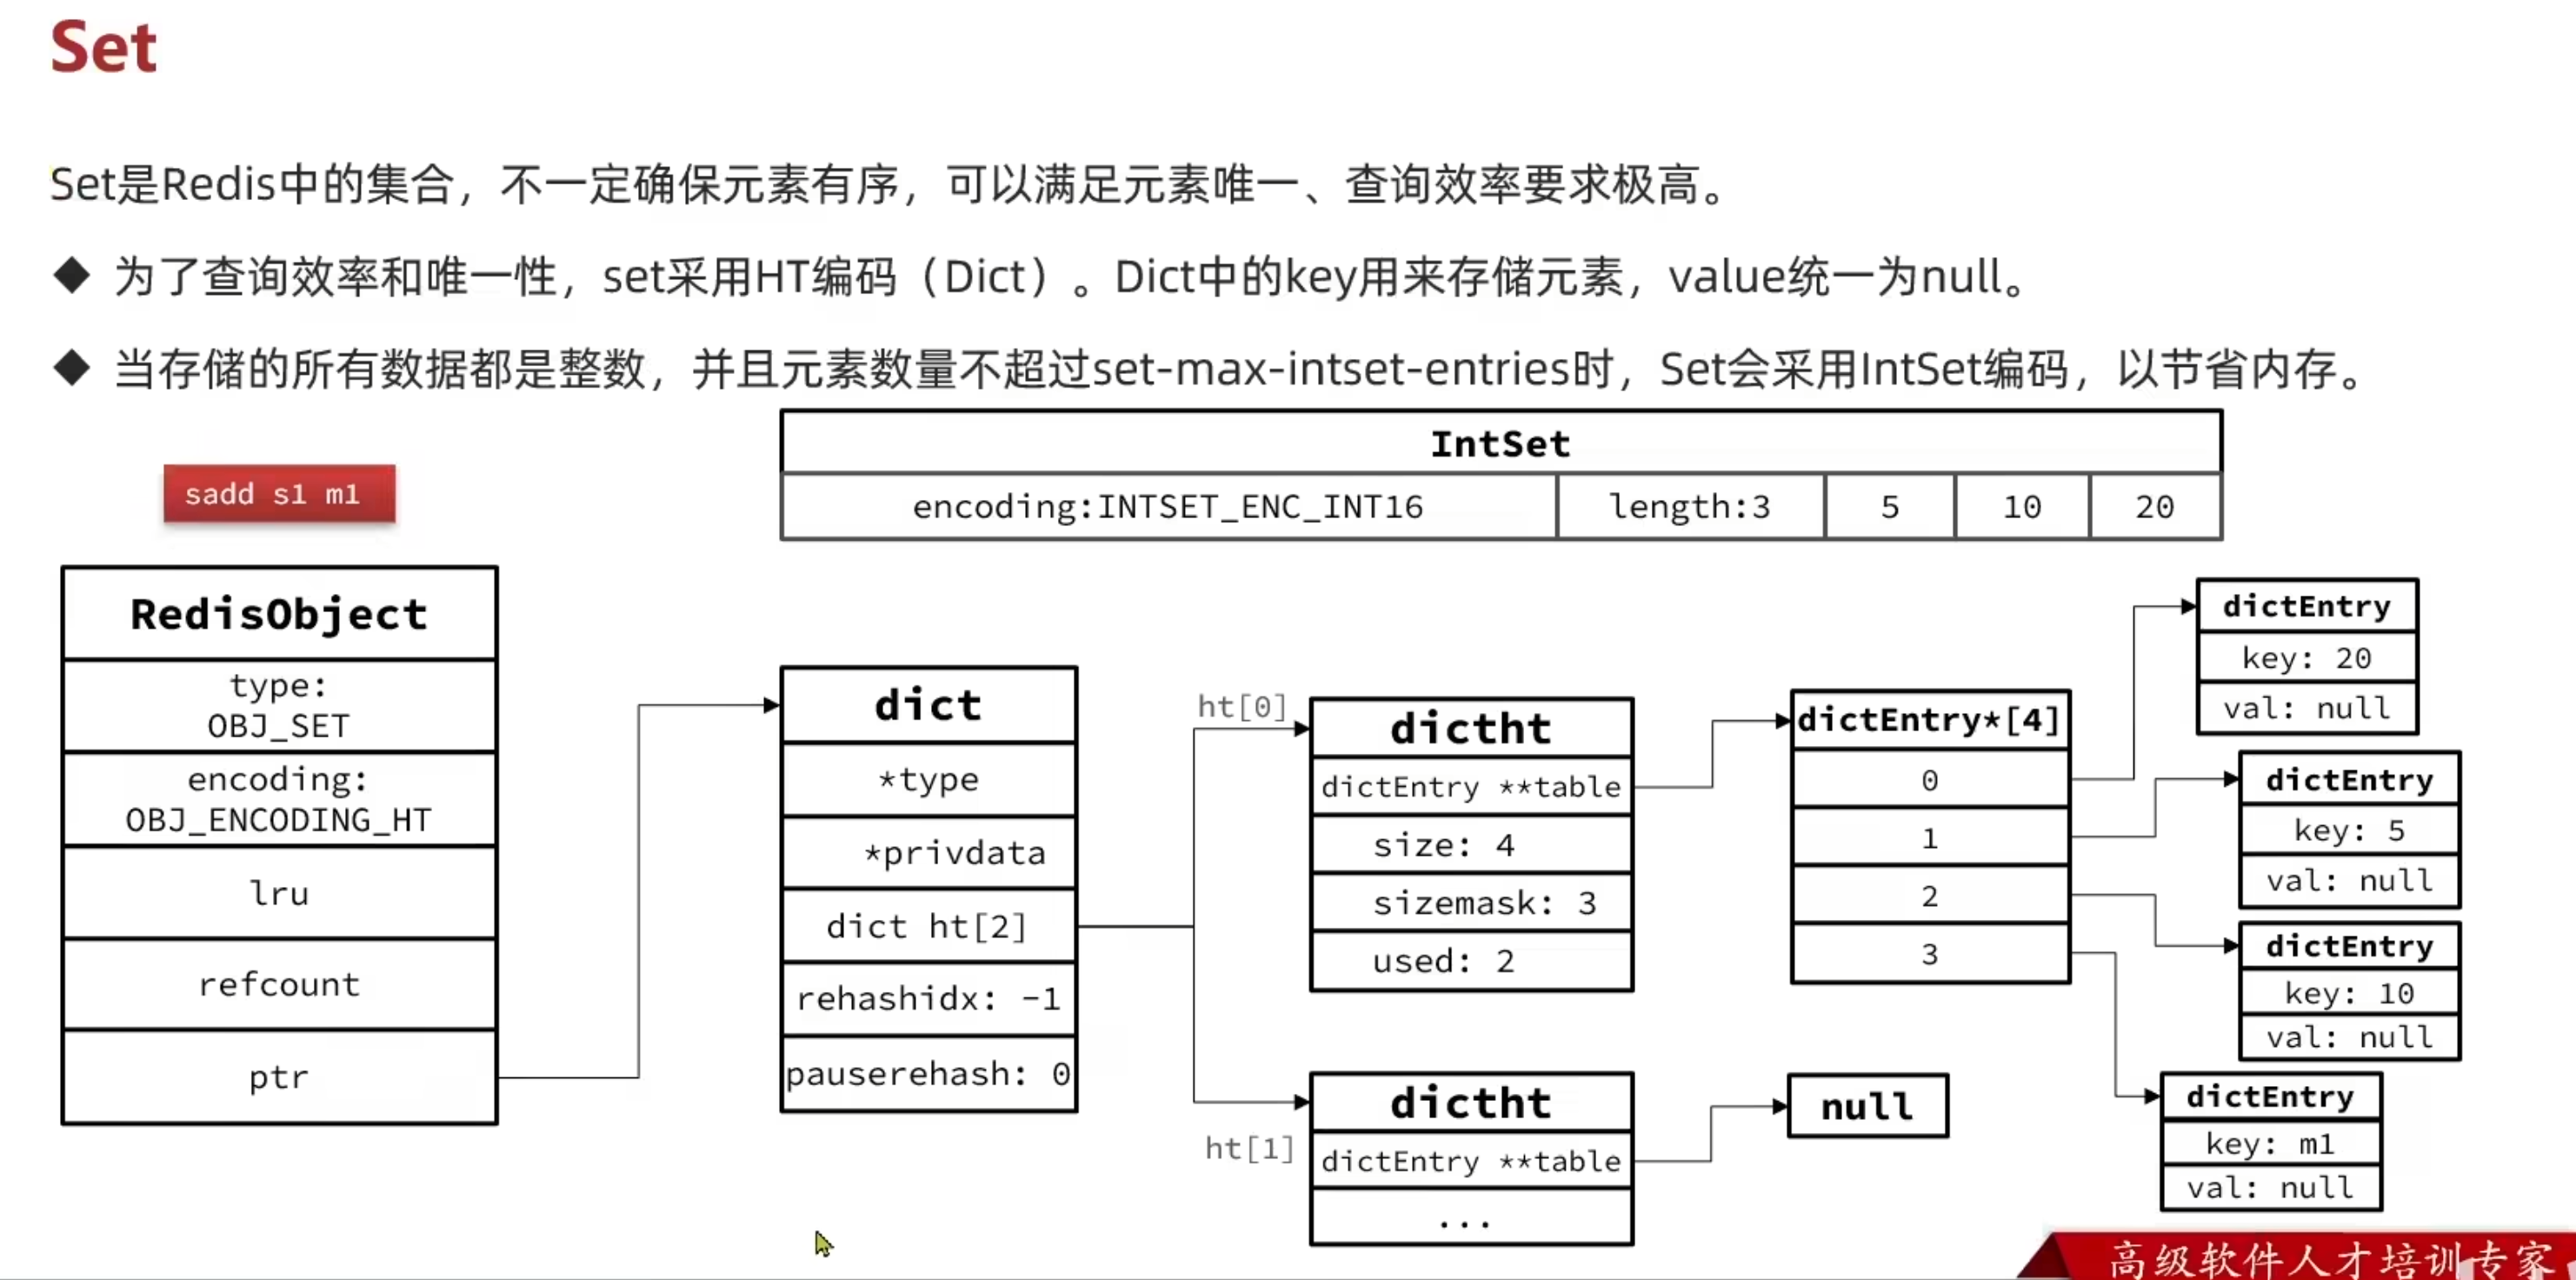 Set
Set是Redis中的集合，不一定确保元素有序，可以满足元素唯一、查询效率要求极高。
◆ 为了查询效率和唯一性，set采用HT编码（Dict）。Dict中的key用来存储元素，value统一为null。
◆ 当存储的所有数据都是整数，并且元素数量不超过set-max-intset-entries时，Set会采用IntSet编码，以节省内存。
sadd s1 m1
IntSet
encoding:INTSET_ENC_INT16 length:3 5 10 20
RedisObject
type:
OBJ_SET
encoding:
OBJ_ENCODING_HT
lru
refcount
ptr
dict
*type
*privdata
dict ht[2]
rehashidx: -1
pauserehash: 0
ht[0]
dictht
dictEntry **table
size: 4
sizemask: 3
used: 2
ht[1]
dictht
dictEntry **table
...
dictEntry*[4]
0
1
2
3
null
dictEntry
key: 20
val: null
dictEntry
key: 5
val: null
dictEntry
key: 10
val: null
dictEntry
key: m1
val: null
高级软件人才培训专家